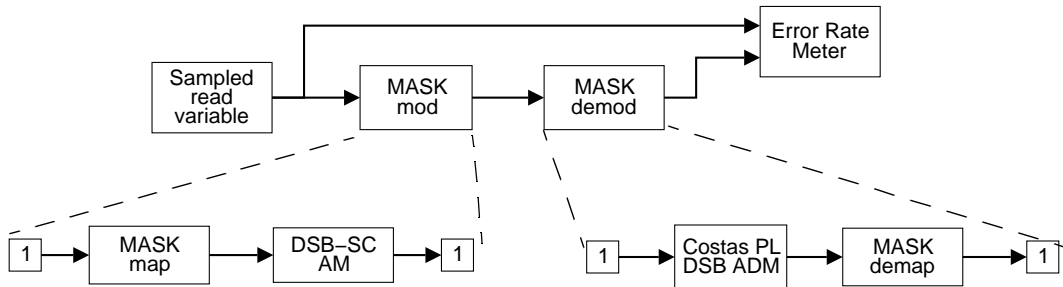 Error Rate
Meter
Sampled
read
variable
MASK
mod
MASK
demod
1
MASK
map
DSB−SC
AM
1
1
Costas PL
DSB ADM
MASK
demap
1